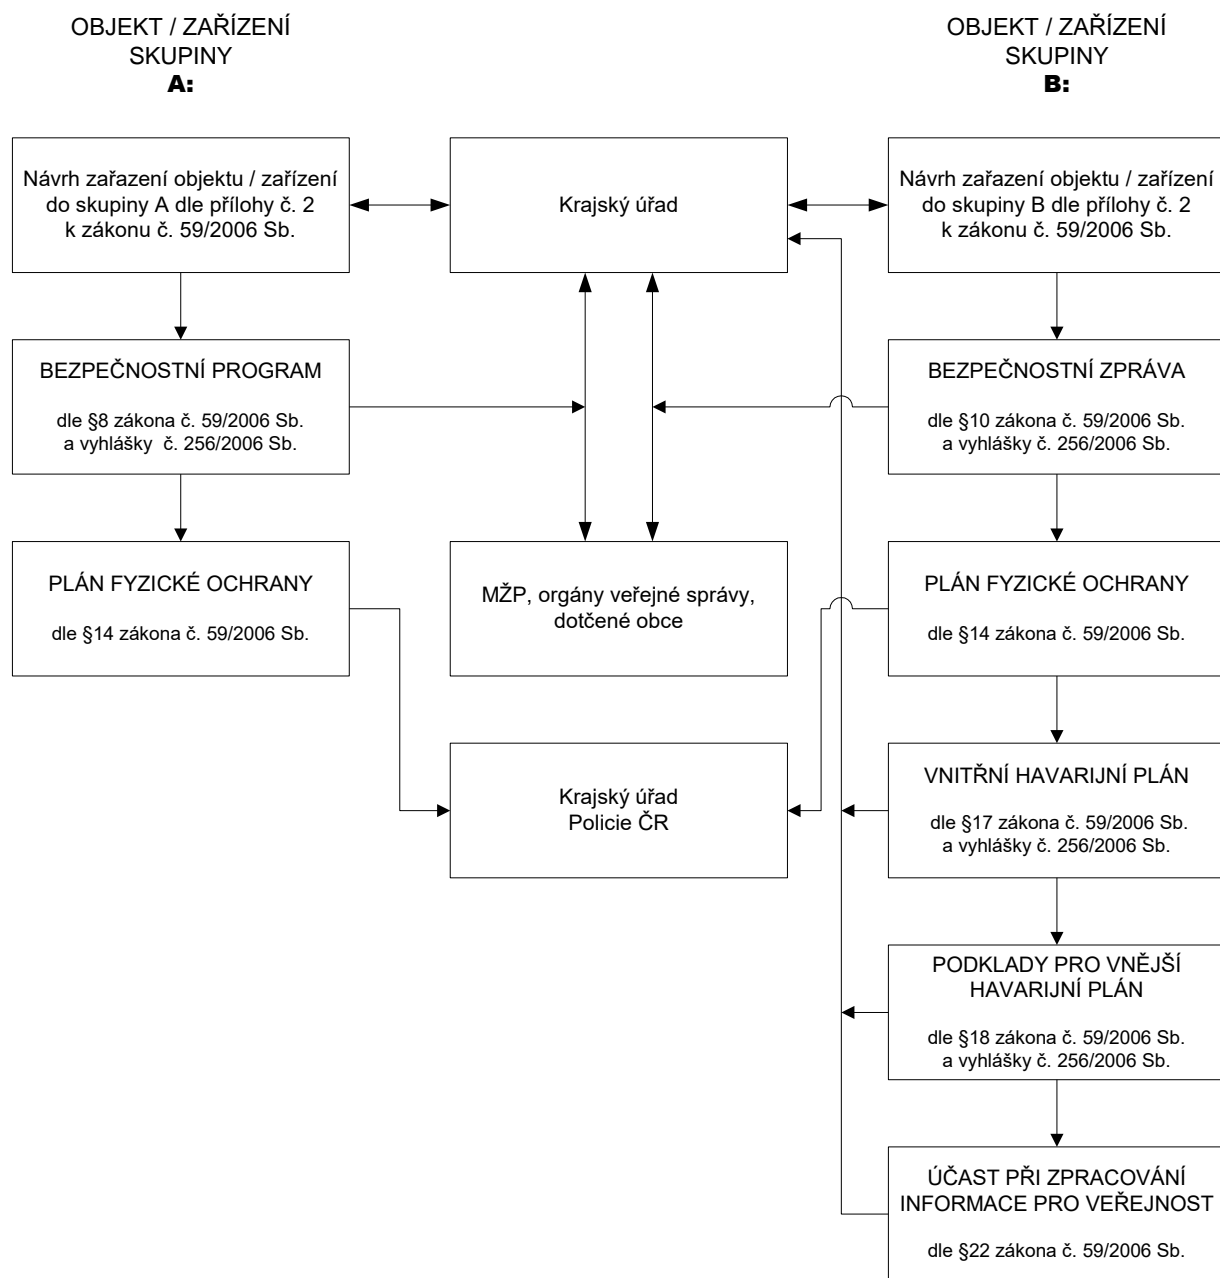 OBJEKT / ZAŘÍZENÍ
SKUPINY
A:
OBJEKT / ZAŘÍZENÍ
SKUPINY
B:
Návrh zařazení objektu / zařízení
do skupiny A dle přílohy č. 2
k zákonu č. 59/2006 Sb.
Krajský úřad
Návrh zařazení objektu / zařízení
do skupiny B dle přílohy č. 2
k zákonu č. 59/2006 Sb.
BEZPEČNOSTNÍ PROGRAM
dle §8 zákona č. 59/2006 Sb.
a vyhlášky č. 256/2006 Sb.
BEZPEČNOSTNÍ ZPRÁVA
dle §10 zákona č. 59/2006 Sb.
a vyhlášky č. 256/2006 Sb.
PLÁN FYZICKÉ OCHRANY
dle §14 zákona č. 59/2006 Sb.
MŽP, orgány veřejné správy,
dotčené obce
PLÁN FYZICKÉ OCHRANY
dle §14 zákona č. 59/2006 Sb.
Krajský úřad
Policie ČR
VNITŘNÍ HAVARIJNÍ PLÁN
dle §17 zákona č. 59/2006 Sb.
a vyhlášky č. 256/2006 Sb.
PODKLADY PRO VNĚJŠÍ
HAVARIJNÍ PLÁN
dle §18 zákona č. 59/2006 Sb.
a vyhlášky č. 256/2006 Sb.
ÚČAST PŘI ZPRACOVÁNÍ
INFORMACE PRO VEŘEJNOST
dle §22 zákona č. 59/2006 Sb.